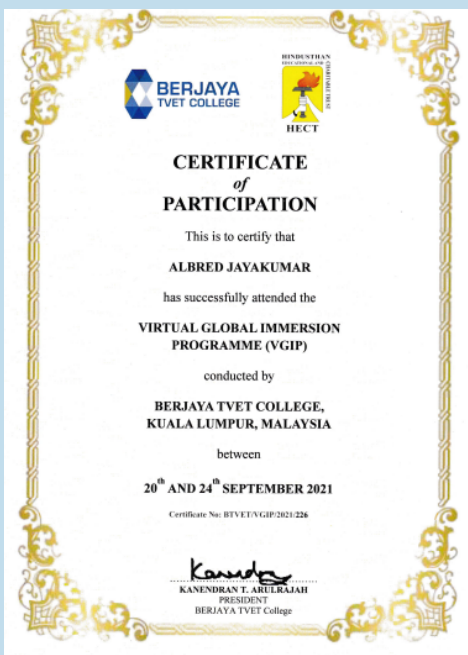 BERJAYA
TVET COLLEGE
HINDUSTHAN
EDUCATIONAL AND
CHARITABLE TRUST
HECT
CERTIFICATE
of
PARTICIPATION
This is to certify that
ALBRED JAYAKUMAR
has successfully attended the
VIRTUAL GLOBAL IMMERSION
PROGRAMME (VGIP)
conducted by
BERJAYA TVET COLLEGE,
KUALA LUMPUR, MALAYSIA
between
20th AND 24th SEPTEMBER 2021
Certificate No: BTVET/VGIP/2021/226
KANENDRAN T. ARULRAJAH
PRESIDENT
BERJAYA TVET College